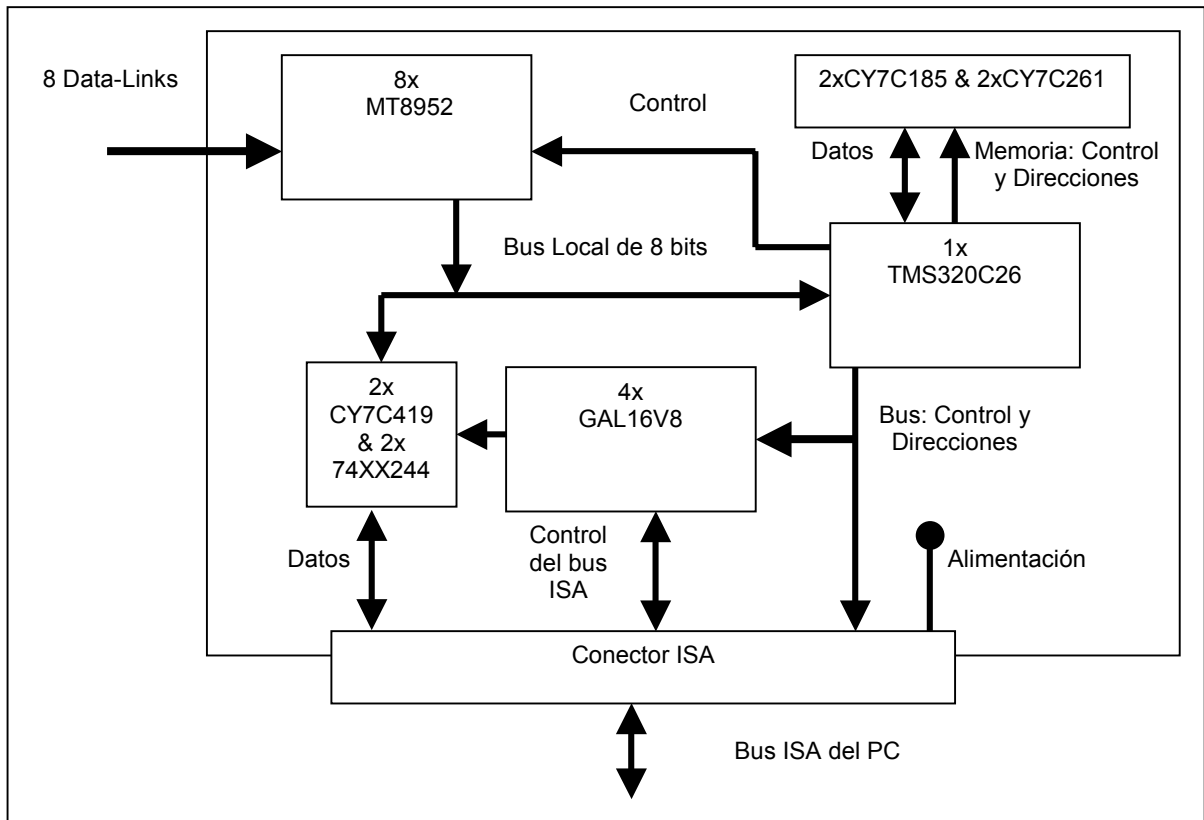 8 Data-Links
8x
MT8952
Control
2xCY7C185 & 2xCY7C261
Datos
Memoria: Control
y Direcciones
Bus Local de 8 bits
1x
TMS320C26
2x
CY7C419
& 2x
74XX244
4x
GAL16V8
Bus: Control y
Direcciones
Datos
Control
del bus
ISA
Alimentación
Conector ISA
Bus ISA del PC